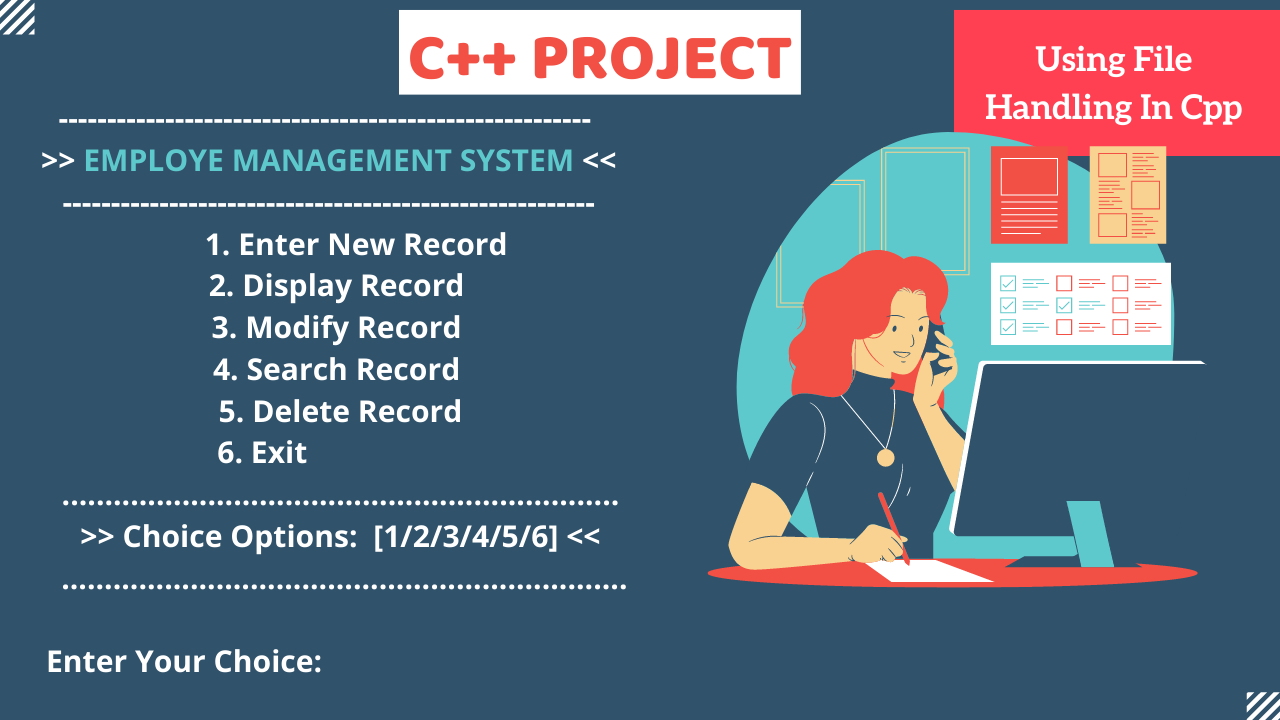 C++ PROJECT
Using File
Handling In Cpp
-------------------------------------------------------
>> EMPLOYE MANAGEMENT SYSTEM <<
-------------------------------------------------------
1. Enter New Record
2. Display Record
3. Modify Record
4. Search Record
5. Delete Record
6. Exit
................................................................
>> Choice Options: [1/2/3/4/5/6] <<
.................................................................
Enter Your Choice: